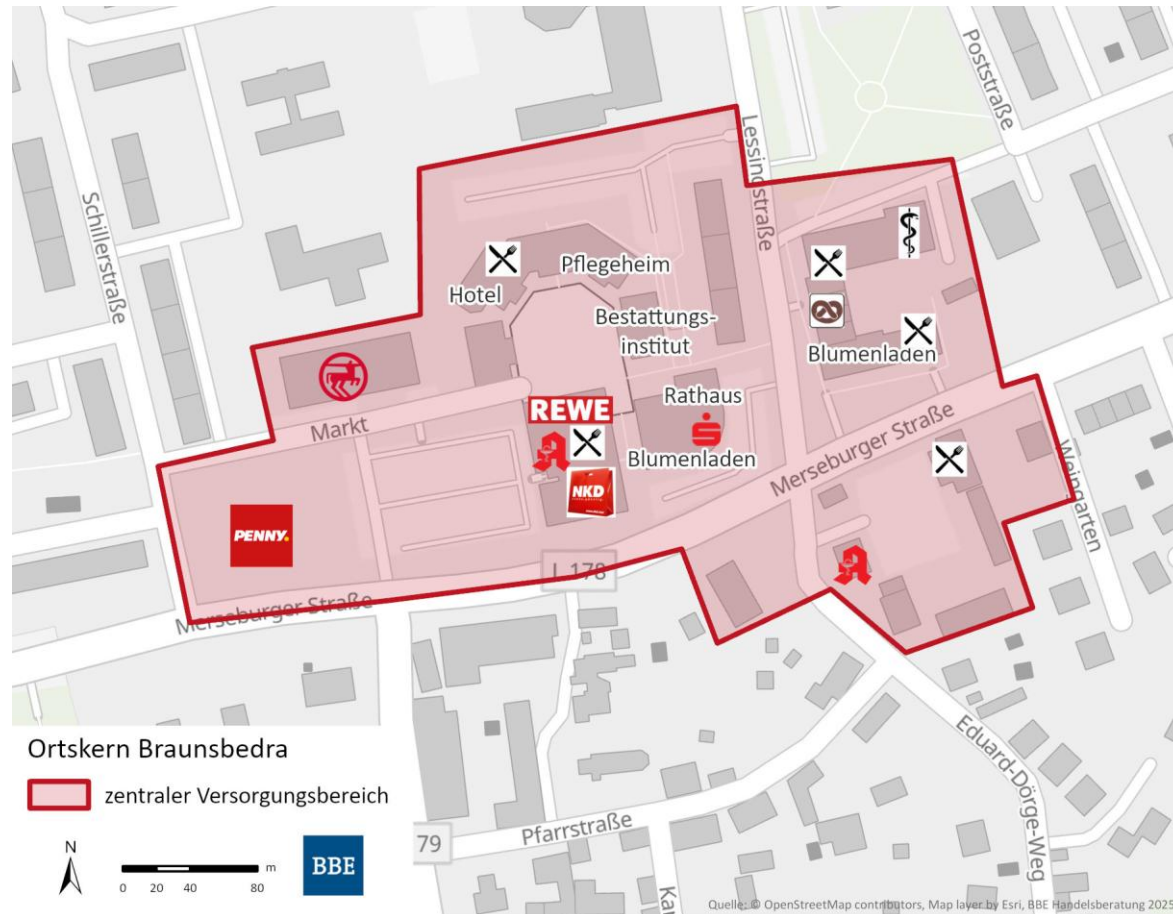 Poststraße
Lessingstraße
Schillerstraße
Pflegeheim
Hotel
Bestattungs-
institut
Blumenladen
Rathaus
REWE
Markt
Blumenladen
Merseburger Straße
NKD
PENNY.
Weingarten
L 178
Merseburger Straße
Eduard-Dörge-Weg
Pfarrstraße
79
Kar
Ortskern Braunsbedra
zentraler Versorgungsbereich
N
m
0 20 40 80
BBE
Quelle: © OpenStreetMap contributors, Map layer by Esri, BBE Handelsberatung 202